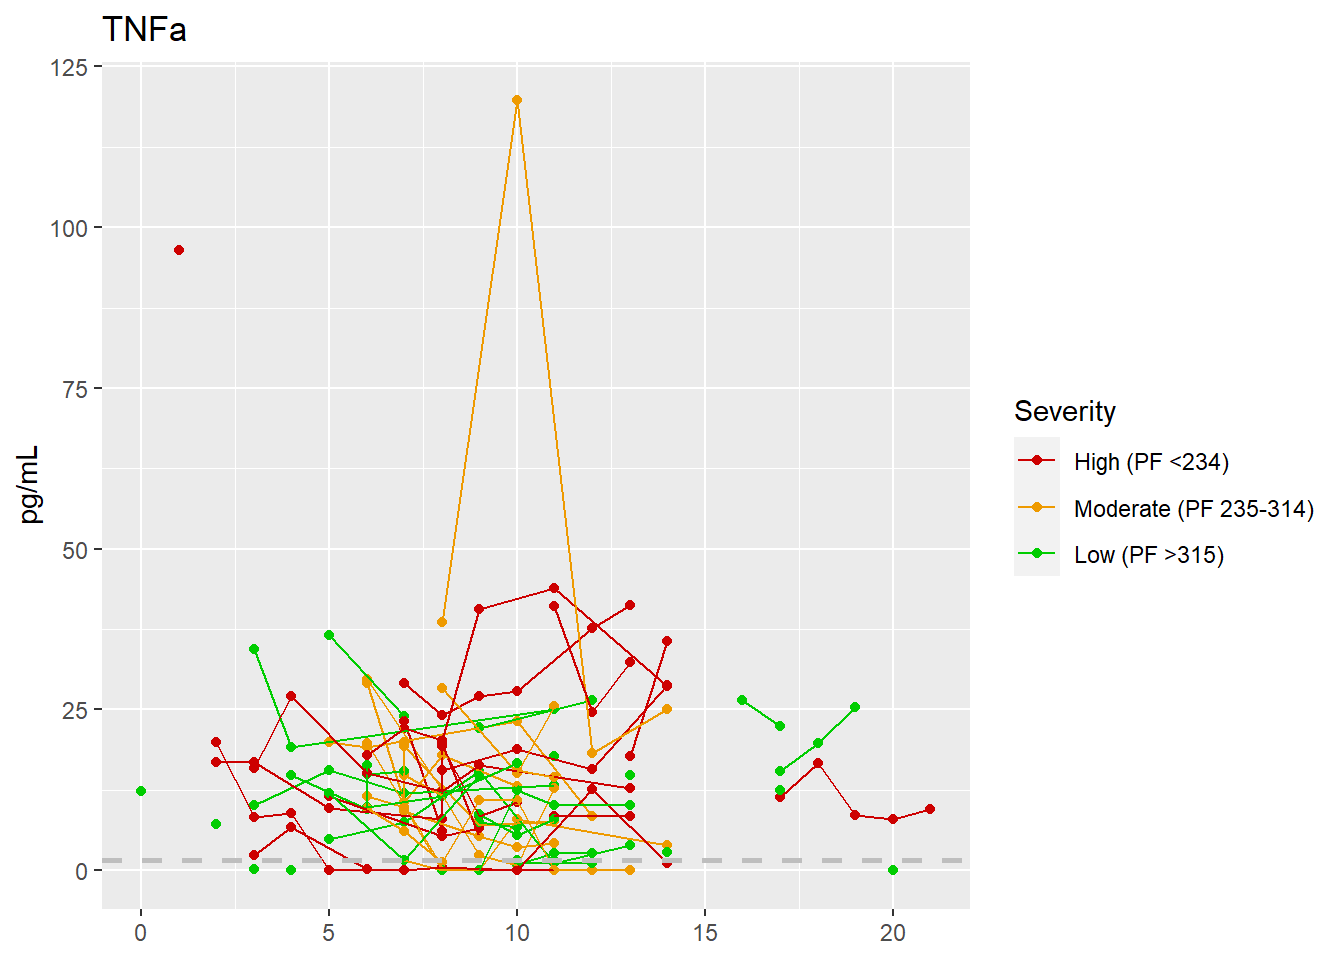 TNFa
125
100
75
50
25
0
pg/mL
0 5 10 15 20
Severity
High (PF <234)
Moderate (PF 235-314)
Low (PF >315)